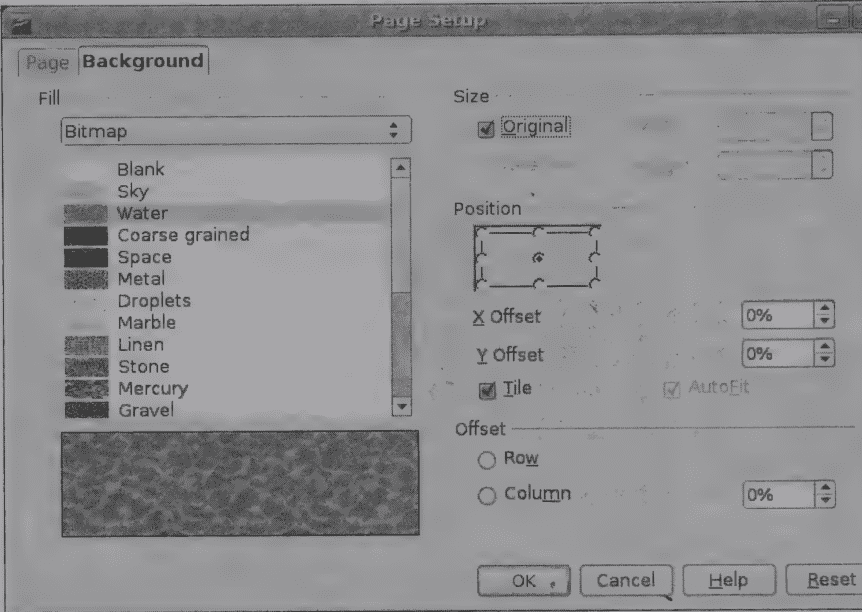 Page Setup
Page Background
Fill
Bitmap
Blank
Sky
Water
Coarse grained
Space
Metal
Droplets
Marble
Linen
Stone
Mercury
Gravel
Size
Original
Position
X Offset 0%
Y Offset 0%
Tile AutoFit
Offset
Row
Column 0%
OK Cancel Help Reset